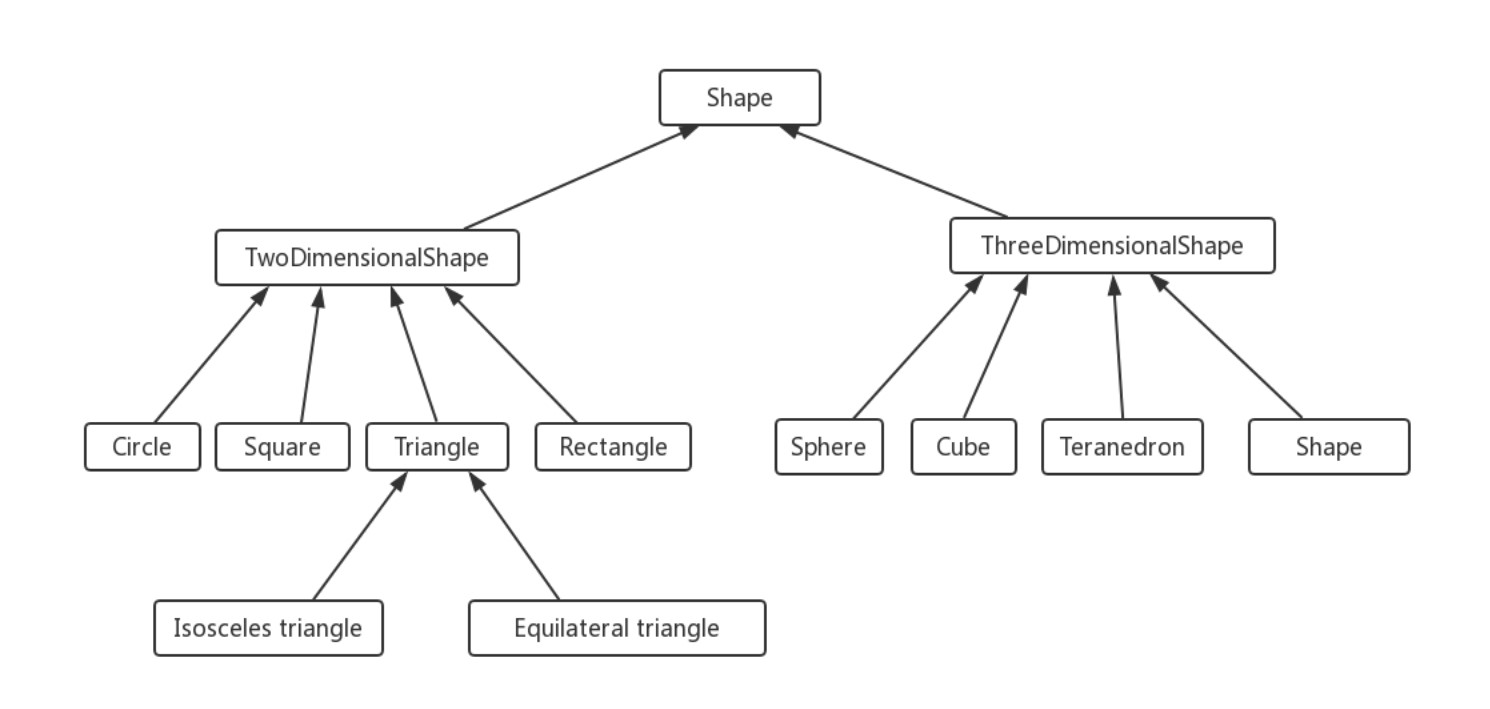 Shape
TwoDimensionalShape
ThreeDimensionalShape
Circle
Square
Triangle
Rectangle
Sphere
Cube
Teranedron
Shape
Isosceles triangle
Equilateral triangle